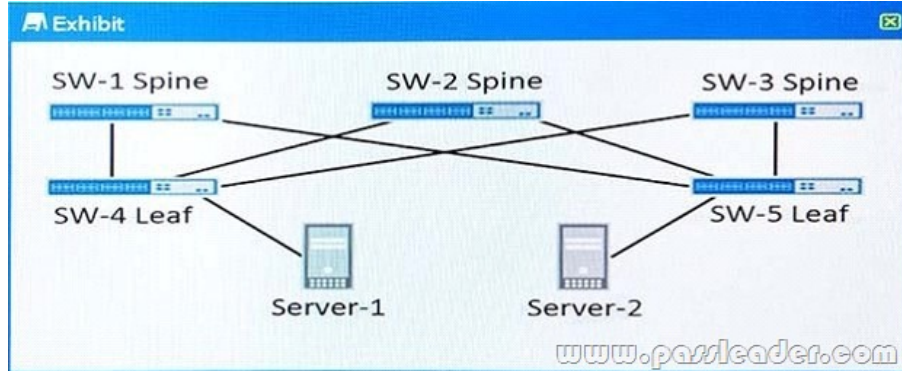 Exhibit
SW-1 Spine
SW-2 Spine
SW-3 Spine
SW-4 Leaf
SW-5 Leaf
Server-1
Server-2
www.passleader.com